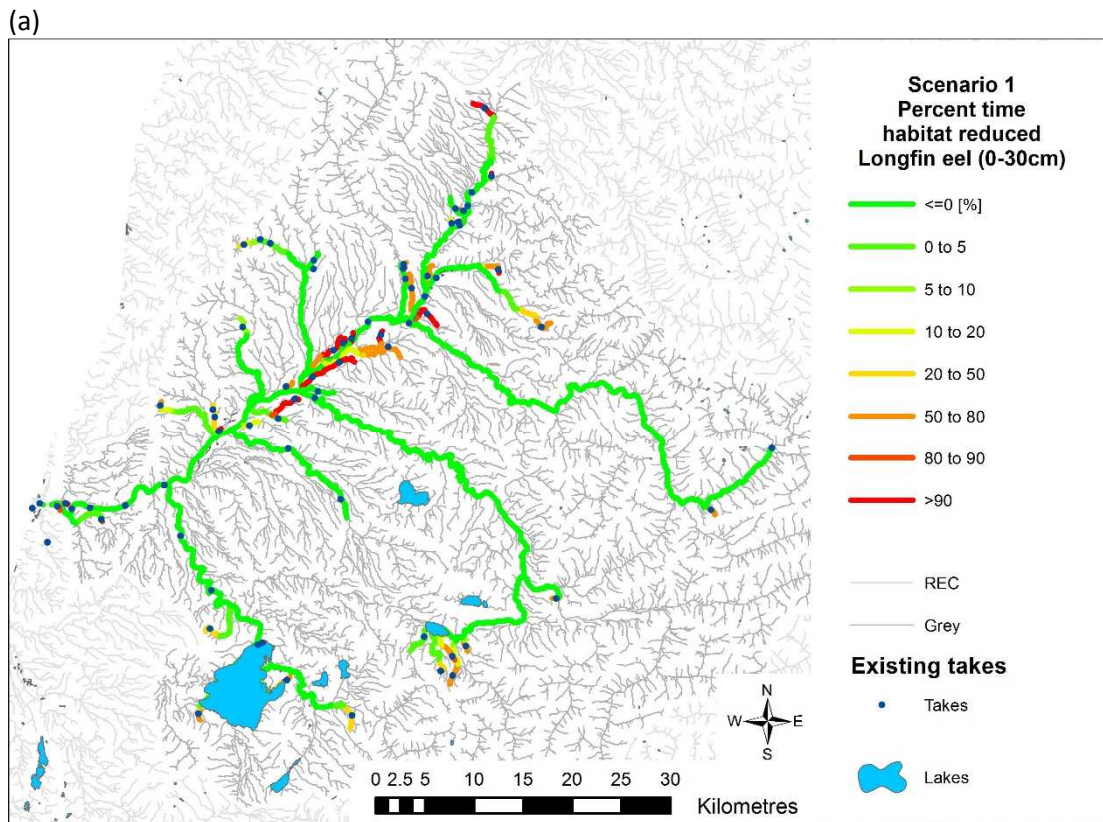 (a)
Scenario 1
Percent time
habitat reduced
Longfin eel (0-30cm)
<=0 [%]
0 to 5
5 to 10
10 to 20
20 to 50
50 to 80
80 to 90
>90
REC
Grey
Existing takes
Takes
Lakes
N
W E
S
0 2.5 5 10 15 20 25 30
Kilometres